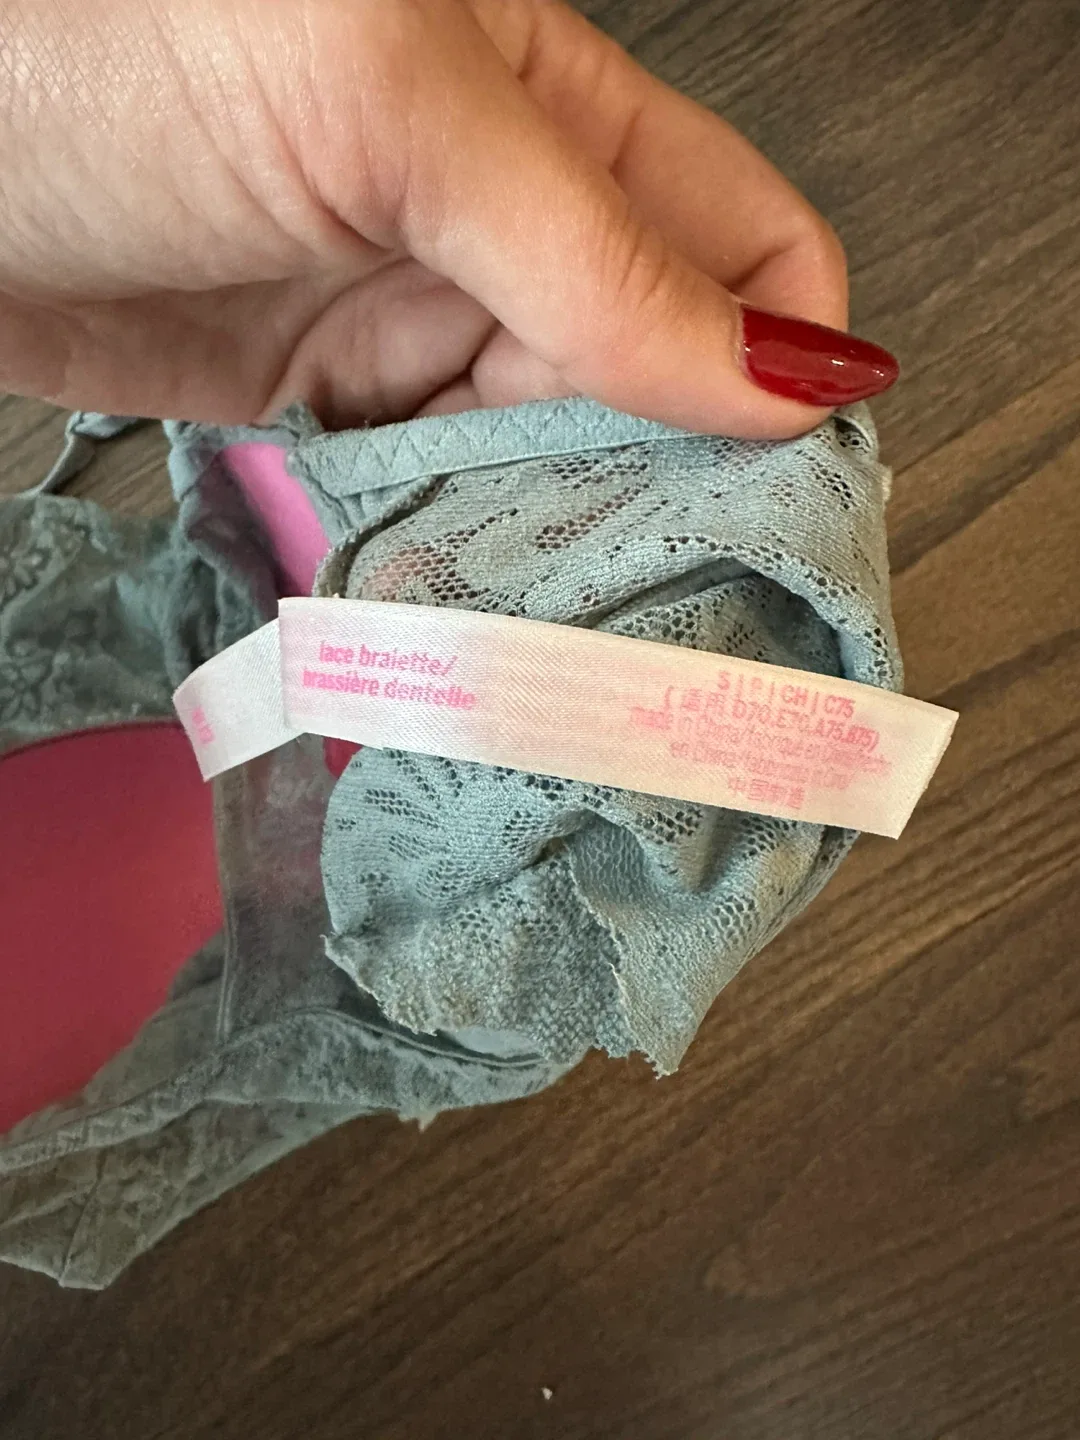 lace bralette/
brassière dentelle
S | P | CH | C75
(适用 D70,E70,A75,B75)
made in China/fabriqué en Chine/
中国制造